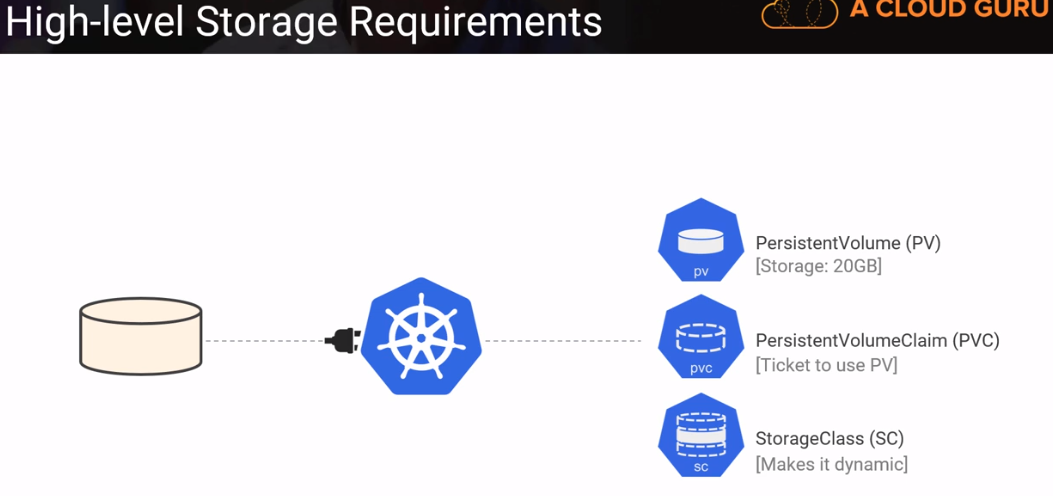 High-level Storage Requirements
A CLOUD GURU
pv
PersistentVolume (PV)
[Storage: 20GB]
pvc
PersistentVolumeClaim (PVC)
[Ticket to use PV]
sc
StorageClass (SC)
[Makes it dynamic]